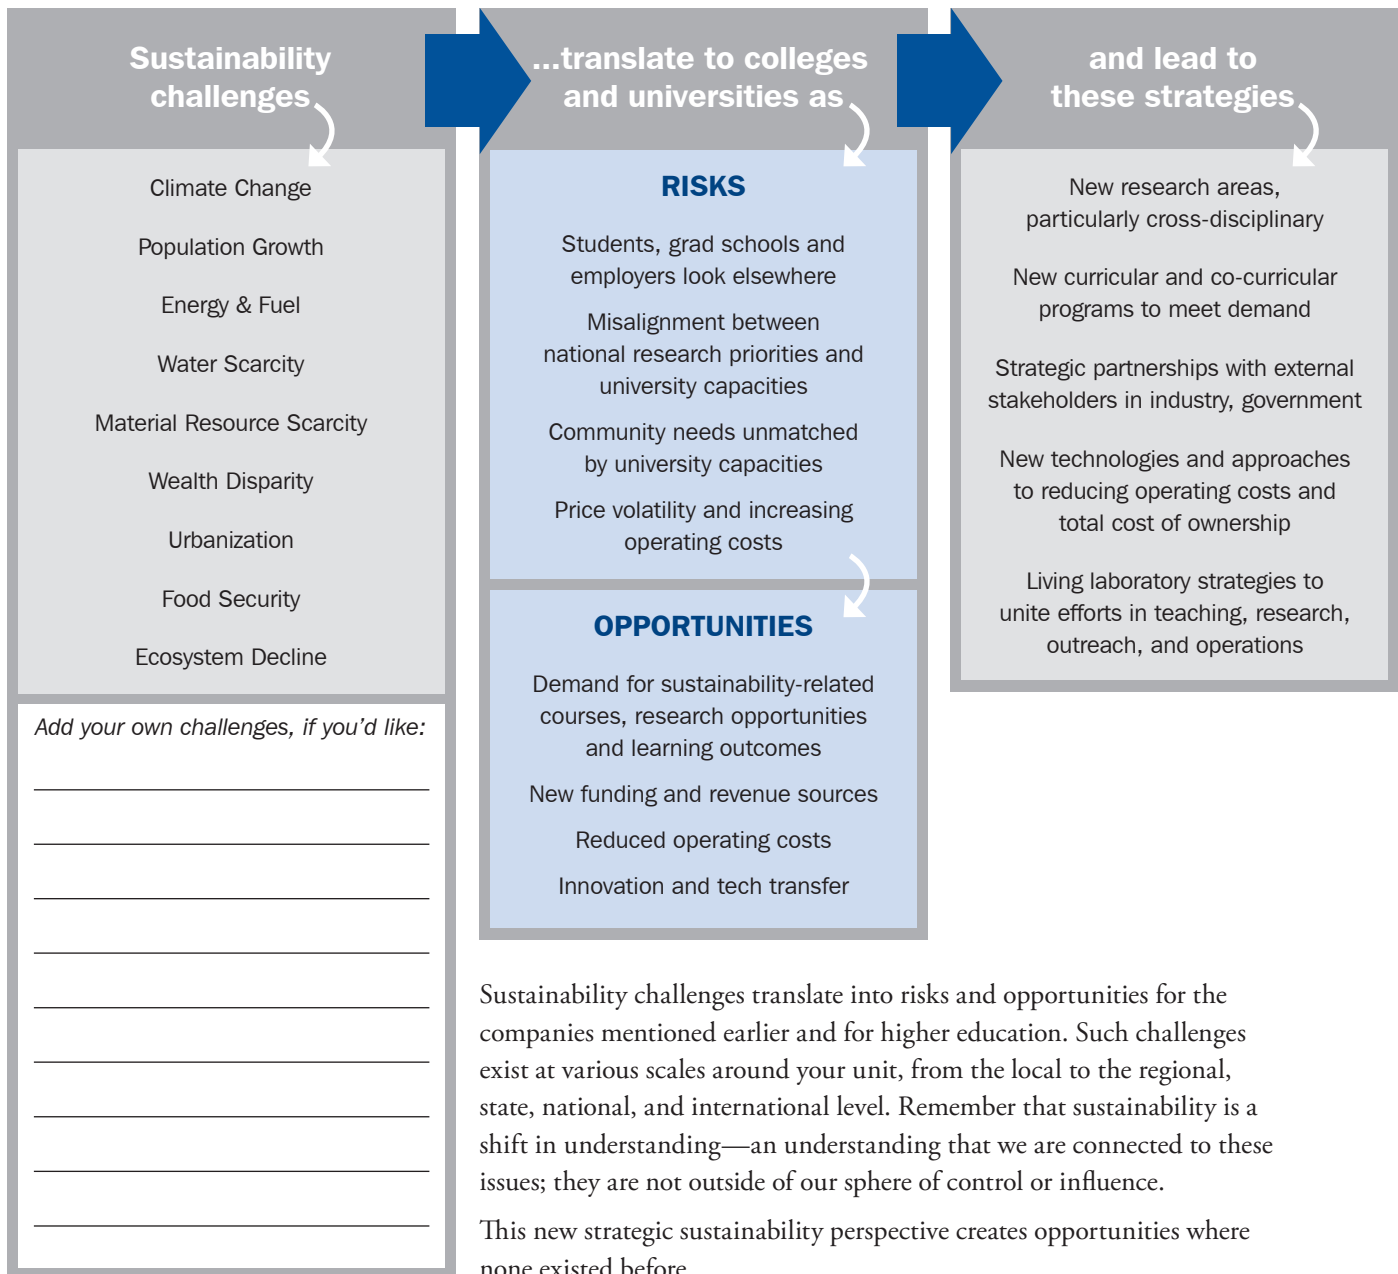 Sustainability
challenges
Climate Change
Population Growth
Energy & Fuel
Water Scarcity
Material Resource Scarcity
Wealth Disparity
Urbanization
Food Security
Ecosystem Decline
Add your own challenges, if you’d like:
...translate to colleges
and universities as
RISKS
Students, grad schools and
employers look elsewhere
Misalignment between
national research priorities and
university capacities
Community needs unmatched
by university capacities
Price volatility and increasing
operating costs
OPPORTUNITIES
Demand for sustainability-related
courses, research opportunities
and learning outcomes
New funding and revenue sources
Reduced operating costs
Innovation and tech transfer
and lead to
these strategies
New research areas,
particularly cross-disciplinary
New curricular and co-curricular
programs to meet demand
Strategic partnerships with external
stakeholders in industry, government
New technologies and approaches
to reducing operating costs and
total cost of ownership
Living laboratory strategies to
unite efforts in teaching, research,
outreach, and operations
Sustainability challenges translate into risks and opportunities for the
companies mentioned earlier and for higher education. Such challenges
exist at various scales around your unit, from the local to the regional,
state, national, and international level. Remember that sustainability is a
shift in understanding—an understanding that we are connected to these
issues; they are not outside of our sphere of control or influence.
This new strategic sustainability perspective creates opportunities where
none existed before